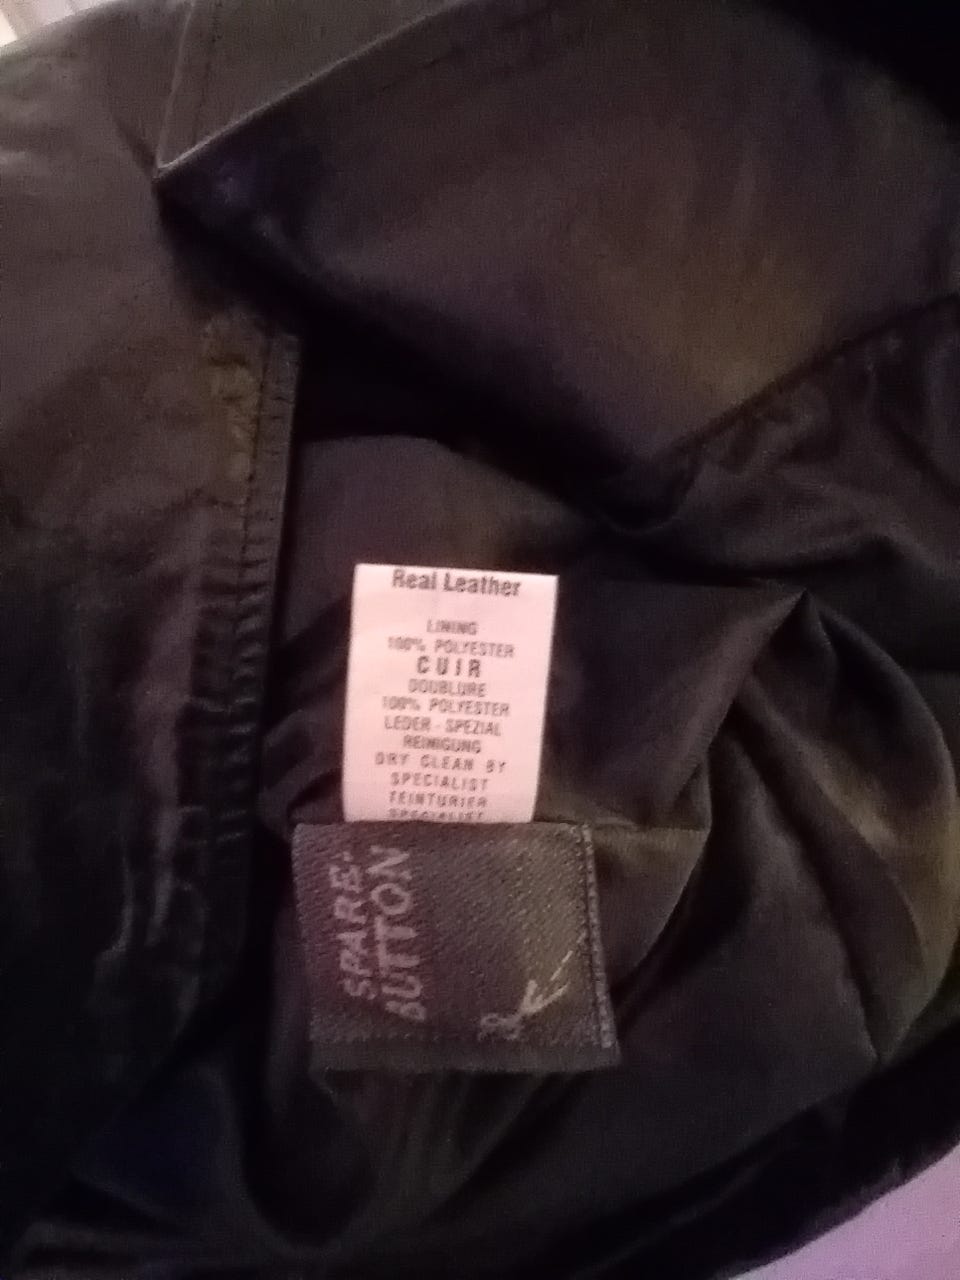 Real Leather
LINING
100% POLYESTER
CUIR
DOUBLURE
100% POLYESTER
LEDER - SPEZIAL
REINIGUNG
DRY CLEAN BY
SPECIALIST
TEINTURIER
SPECIALIST
SPARE
BUTTON